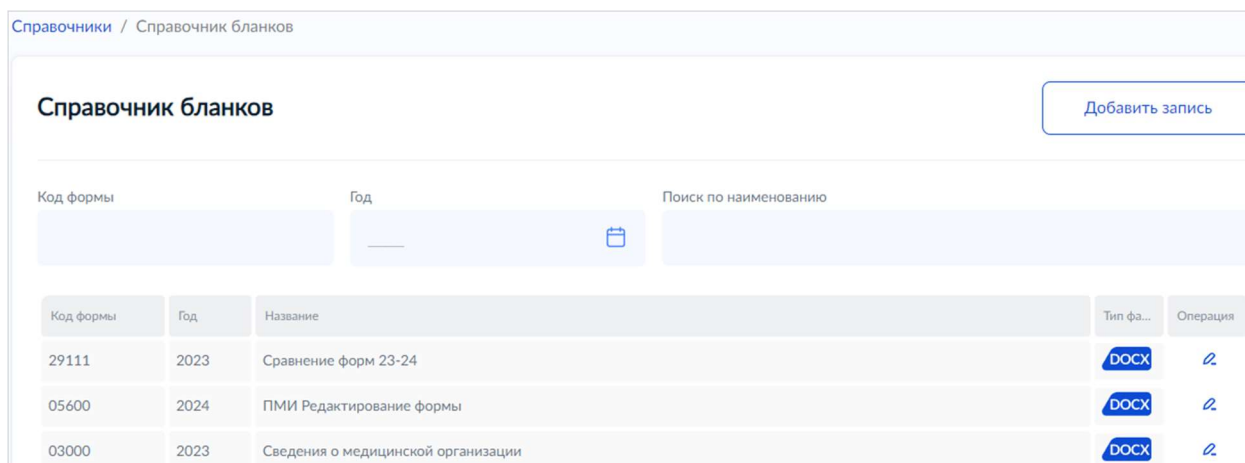 Справочники / Справочник бланков
Справочник бланков
Добавить запись
Код формы Год Поиск по наименованию
Код формы Год Название Тип фа... Операция
29111 2023 Сравнение форм 23-24 DOCX
05600 2024 ПМИ Редактирование формы DOCX
03000 2023 Сведения о медицинской организации DOCX